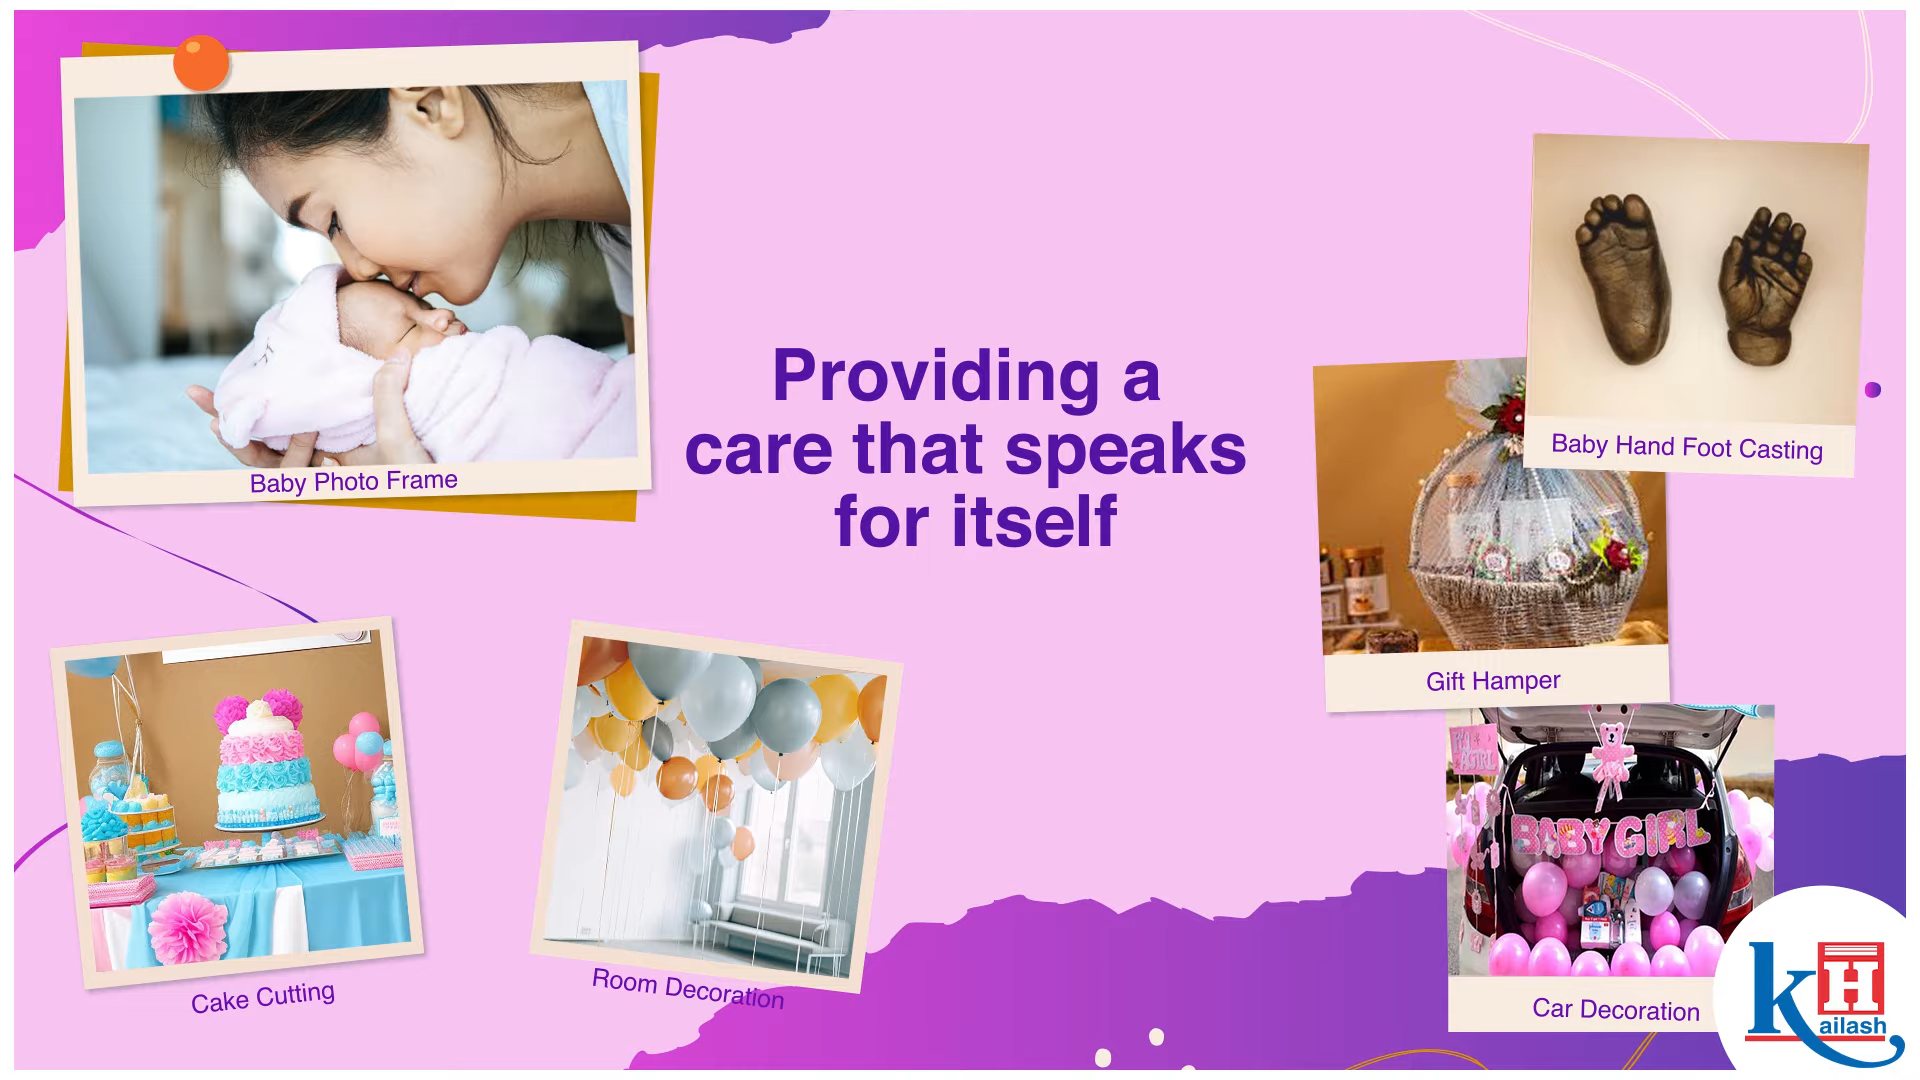 Baby Photo Frame
Providing a
care that speaks
for itself
Baby Hand Foot Casting
Gift Hamper
Cake Cutting
Room Decoration
BABY GIRL
Car Decoration
kH
ailash